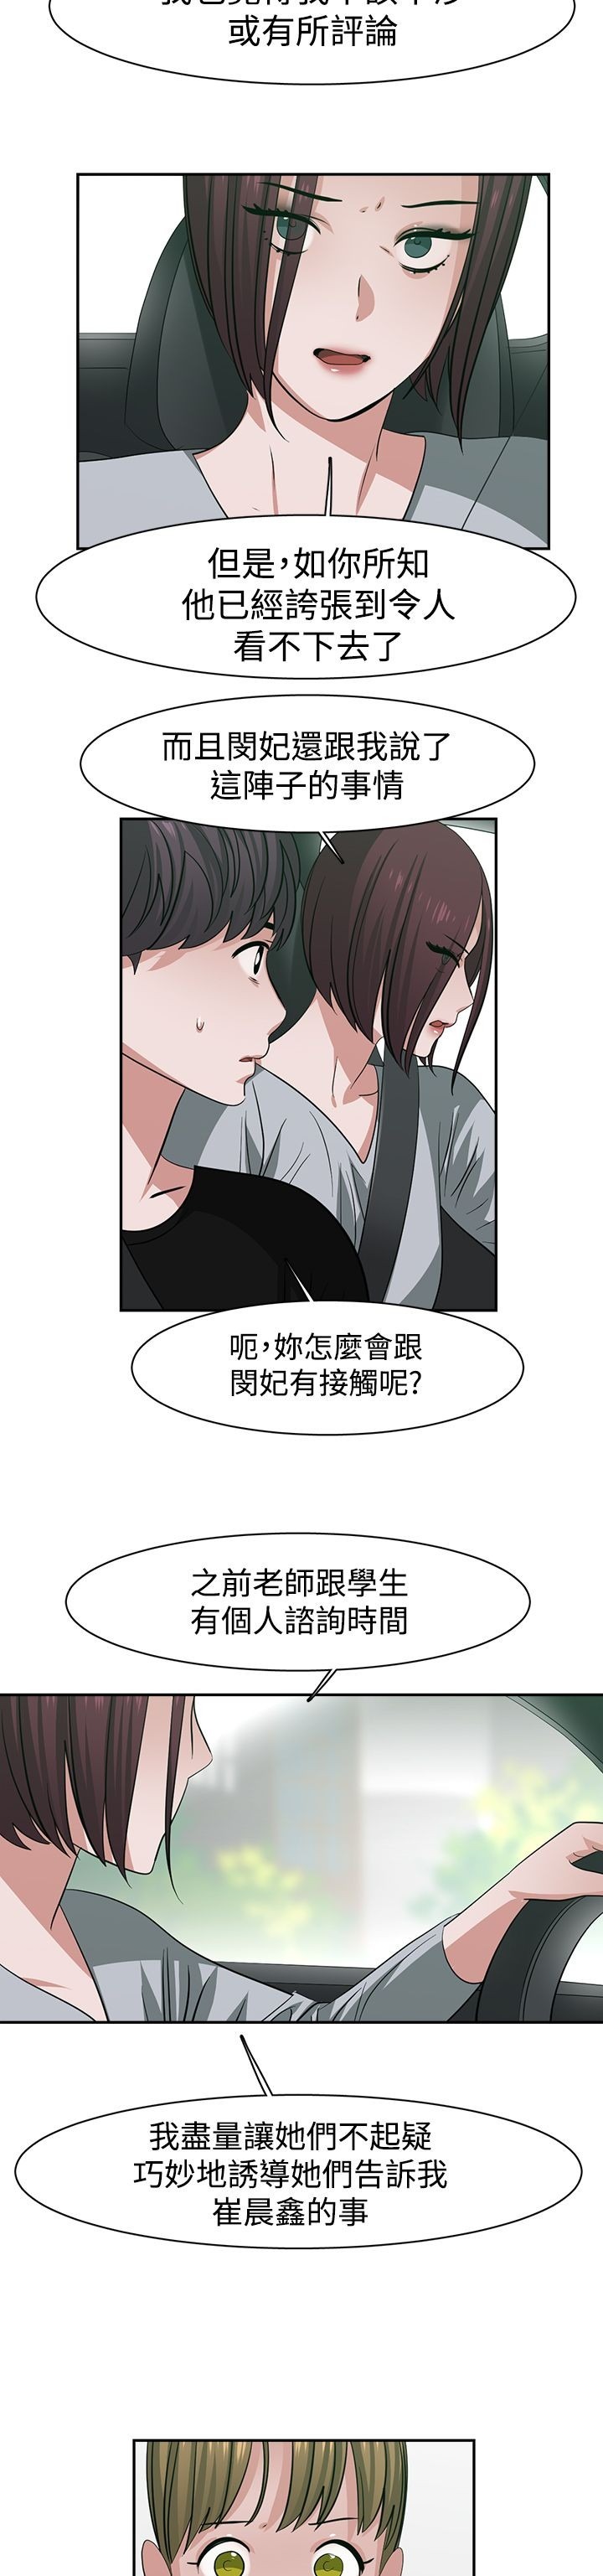 或有所評論
但是,如你所知
他已經誇張到令人
看不下去了
而且閔妃還跟我說了
這陣子的事情
呃,妳怎麼會跟
閔妃有接觸呢?
之前老師跟學生
有個人諮詢時間
我盡量讓她們不起疑
巧妙地誘導她們告訴我
崔晨鑫的事